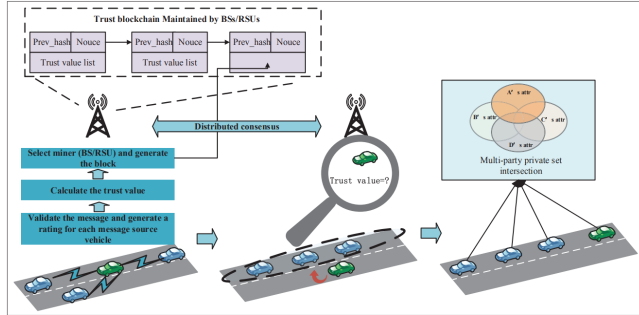 Trust blockchain Maintained by BSs/RSUs
Prev_hash Nouce
Trust value list
Prev_hash Nouce
Trust value list
Prev_hash Nouce
Distributed consensus
Select miner (BS/RSU) and generate
the block
Calculate the trust value
Validate the message and generate a
rating for each message source
vehicle
Trust value=?
A's attr
B's attr
C's attr
D's attr
Multi-party private set
intersection